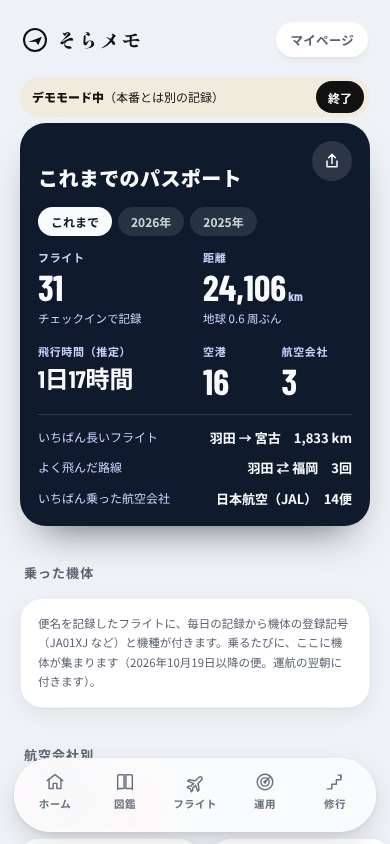 そらメモ
マイページ
デモモード中（本番とは別の記録）
終了
これまでのパスポート
これまで
2026年
2025年
フライト
距離
31
24,106 km
チェックインで記録
地球 0.6 周ぶん
飛行時間（推定）
空港
航空会社
1日17時間
16
3
いちばん長いフライト
羽田 → 宮古 1,833 km
よく飛んだ路線
羽田 ⇄ 福岡 3回
いちばん乗った航空会社
日本航空（JAL） 14便
乗った機体
便名を記録したフライトに、毎日の記録から機体の登録記号
（JA01XJ など）と機種が付きます。乗るたびに、ここに機
体が集まります（2026年10月19日以降の便。運航の翌朝に
付きます）。
航空会社別
ホーム
図鑑
フライト
運用
修行